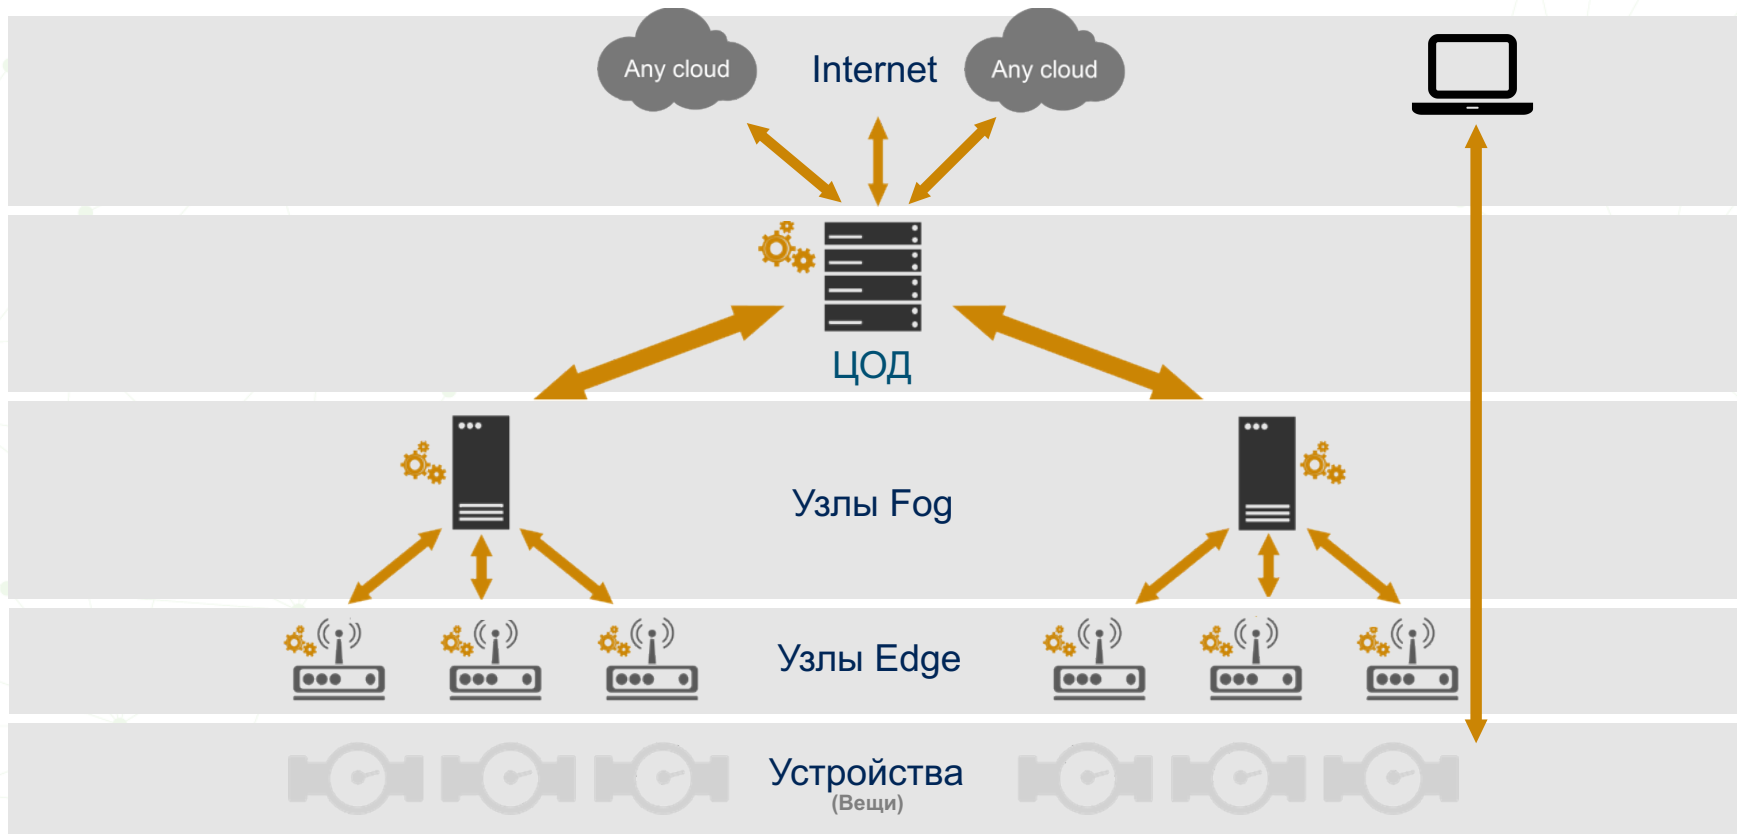 Any cloud
Internet
Any cloud
ЦОД
Узлы Fog
Узлы Edge
Устройства
(Вещи)